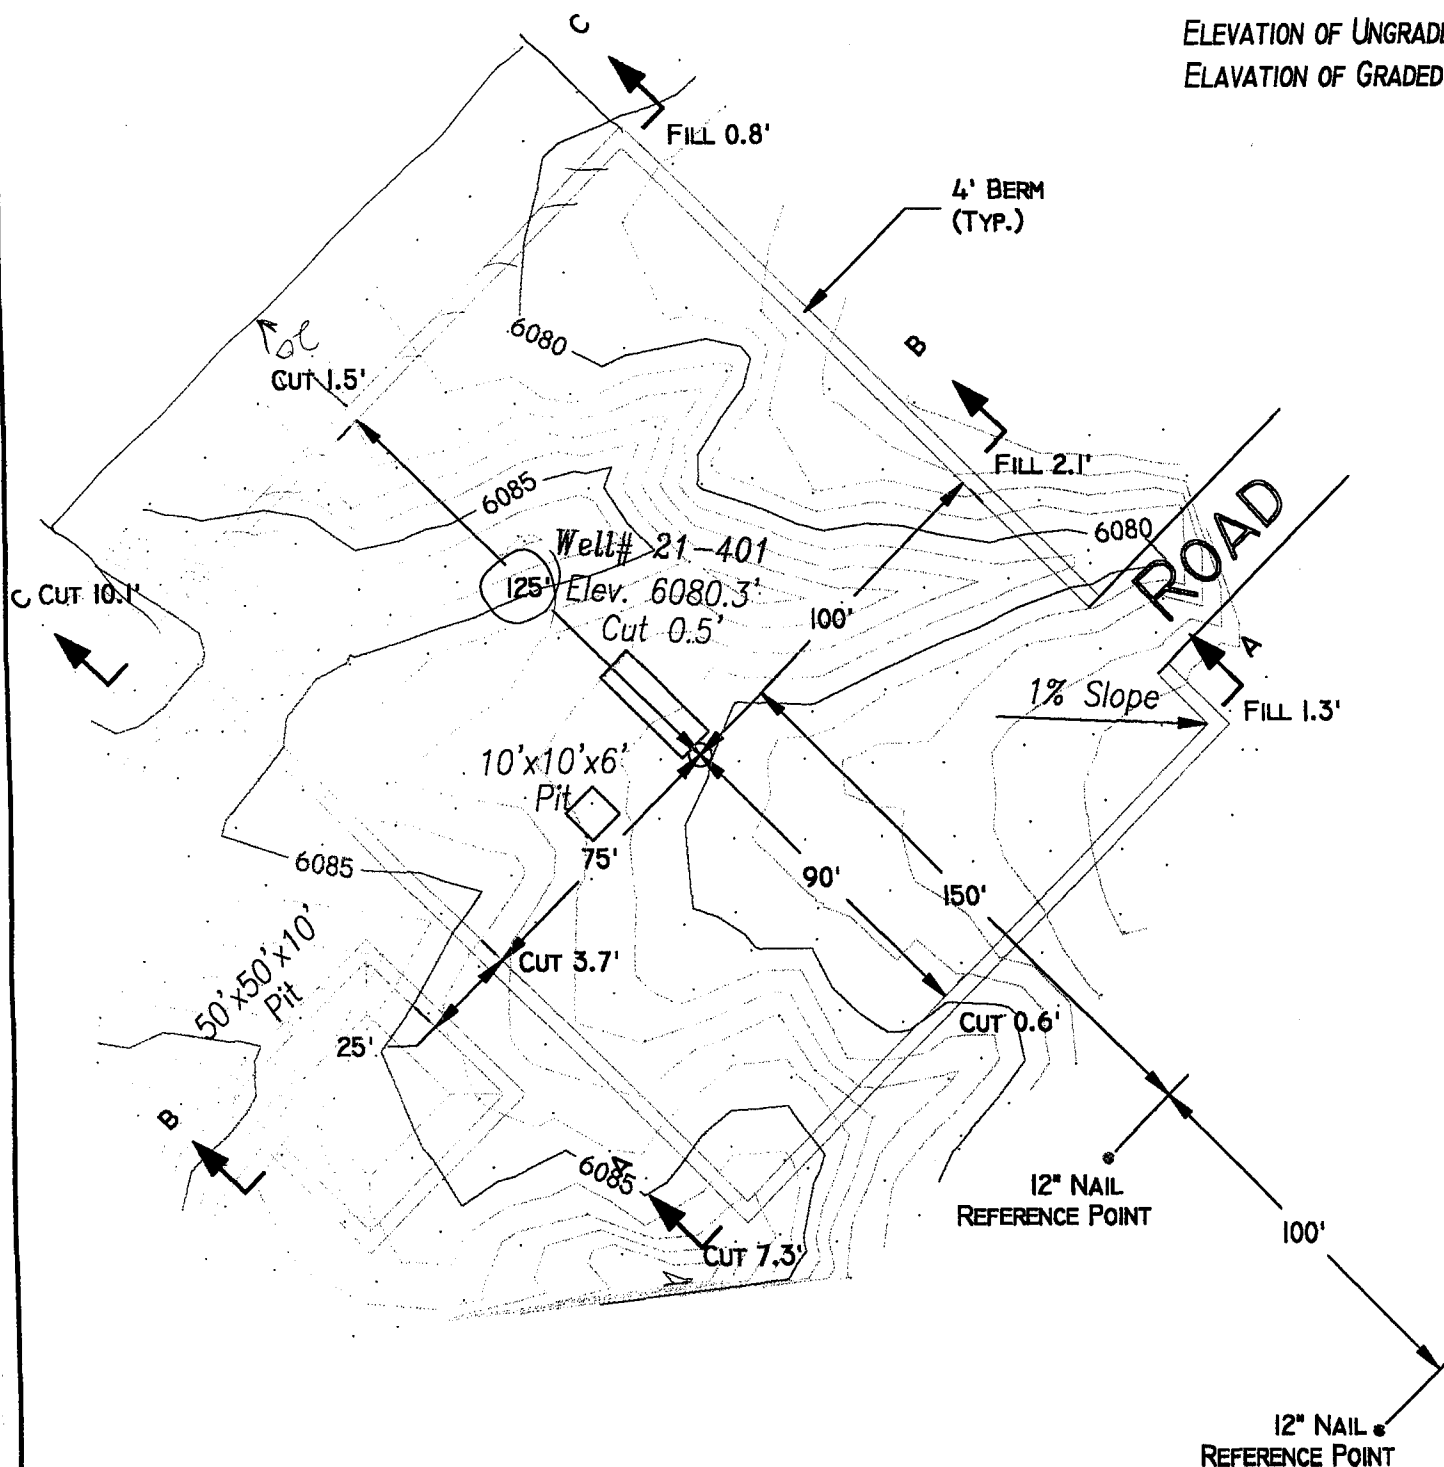 C
ELEVATION OF UNGRAD
ELAVATION OF GRADED
FILL 0.8'
4' BERM
(TYP.)
6080
B
CUT 1.5'
FILL 2.1'
6085
6080
ROAD
Well# 21-401
125'
Elev. 6080.3'
C CUT 10.1'
Cut 0.5'
100'
A
1% Slope
FILL 1.3'
10'x10'x6'
Pit
75'
6085
90'
150'
50'x50'x10'
Pit
CUT 3.7'
CUT 0.6'
25'
B
6085
A
12" NAIL
REFERENCE POINT
CUT 7.3'
100'
12" NAIL
REFERENCE POINT